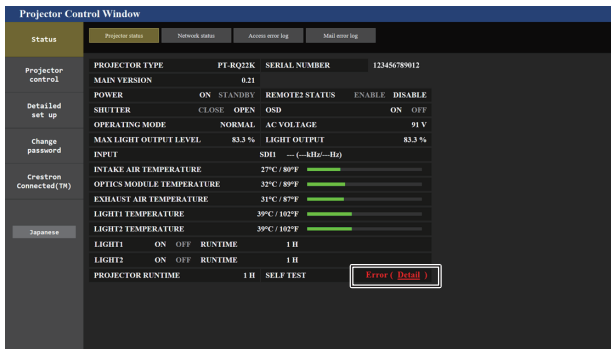 Projector Control Window
Status
Projector control
Detailed set up
Change password
Crestron Connected(TM)
Japanese
Projector status Network status Access error log Mail error log
PROJECTOR TYPE PT-RQ22K SERIAL NUMBER 123456789012
MAIN VERSION 0.21
POWER ON STANDBY REMOTE2 STATUS ENABLE DISABLE
SHUTTER CLOSE OPEN OSD ON OFF
OPERATING MODE NORMAL AC VOLTAGE 91 V
MAX LIGHT OUTPUT LEVEL 83.3 % LIGHT OUTPUT 83.3 %
INPUT SDI1 --- (---kHz/---Hz)
INTAKE AIR TEMPERATURE 27°C / 80°F
OPTICS MODULE TEMPERATURE 32°C / 89°F
EXHAUST AIR TEMPERATURE 31°C / 87°F
LIGHT1 TEMPERATURE 39°C / 102°F
LIGHT2 TEMPERATURE 39°C / 102°F
LIGHT1 ON OFF RUNTIME 1 H
LIGHT2 ON OFF RUNTIME 1 H
PROJECTOR RUNTIME 1 H SELF TEST Error ( Detail )